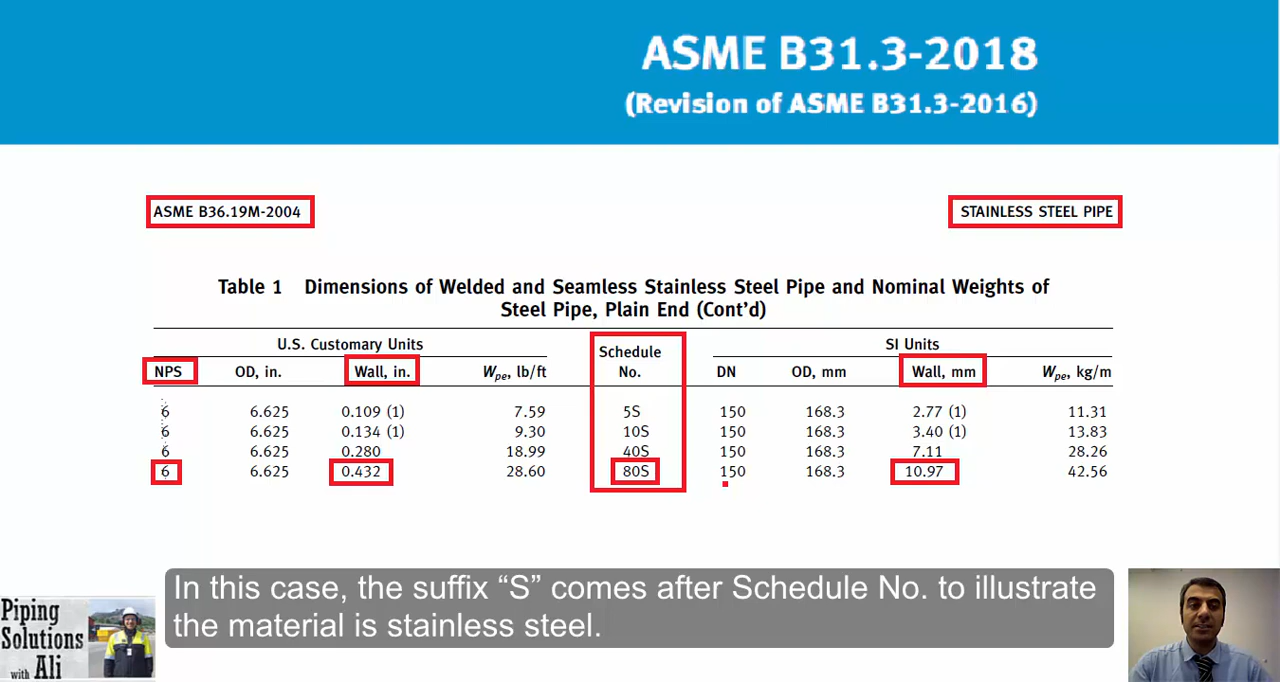 ASME B31.3-2018
(Revision of ASME B31.3-2016)
ASME B36.19M-2004 STAINLESS STEEL PIPE
Table 1 Dimensions of Welded and Seamless Stainless Steel Pipe and Nominal Weights of
Steel Pipe, Plain End (Cont’d)
U.S. Customary Units Schedule No. SI Units
NPS OD, in. Wall, in. Wpe, lb/ft DN OD, mm Wall, mm Wpe, kg/m
6 6.625 0.109 (1) 7.59 5S 150 168.3 2.77 (1) 11.31
6 6.625 0.134 (1) 9.30 10S 150 168.3 3.40 (1) 13.83
6 6.625 0.280 18.99 40S 150 168.3 7.11 28.26
6 6.625 0.432 28.60 80S 150 168.3 10.97 42.56
In this case, the suffix “S” comes after Schedule No. to illustrate
the material is stainless steel.
Piping
Solutions
with Ali